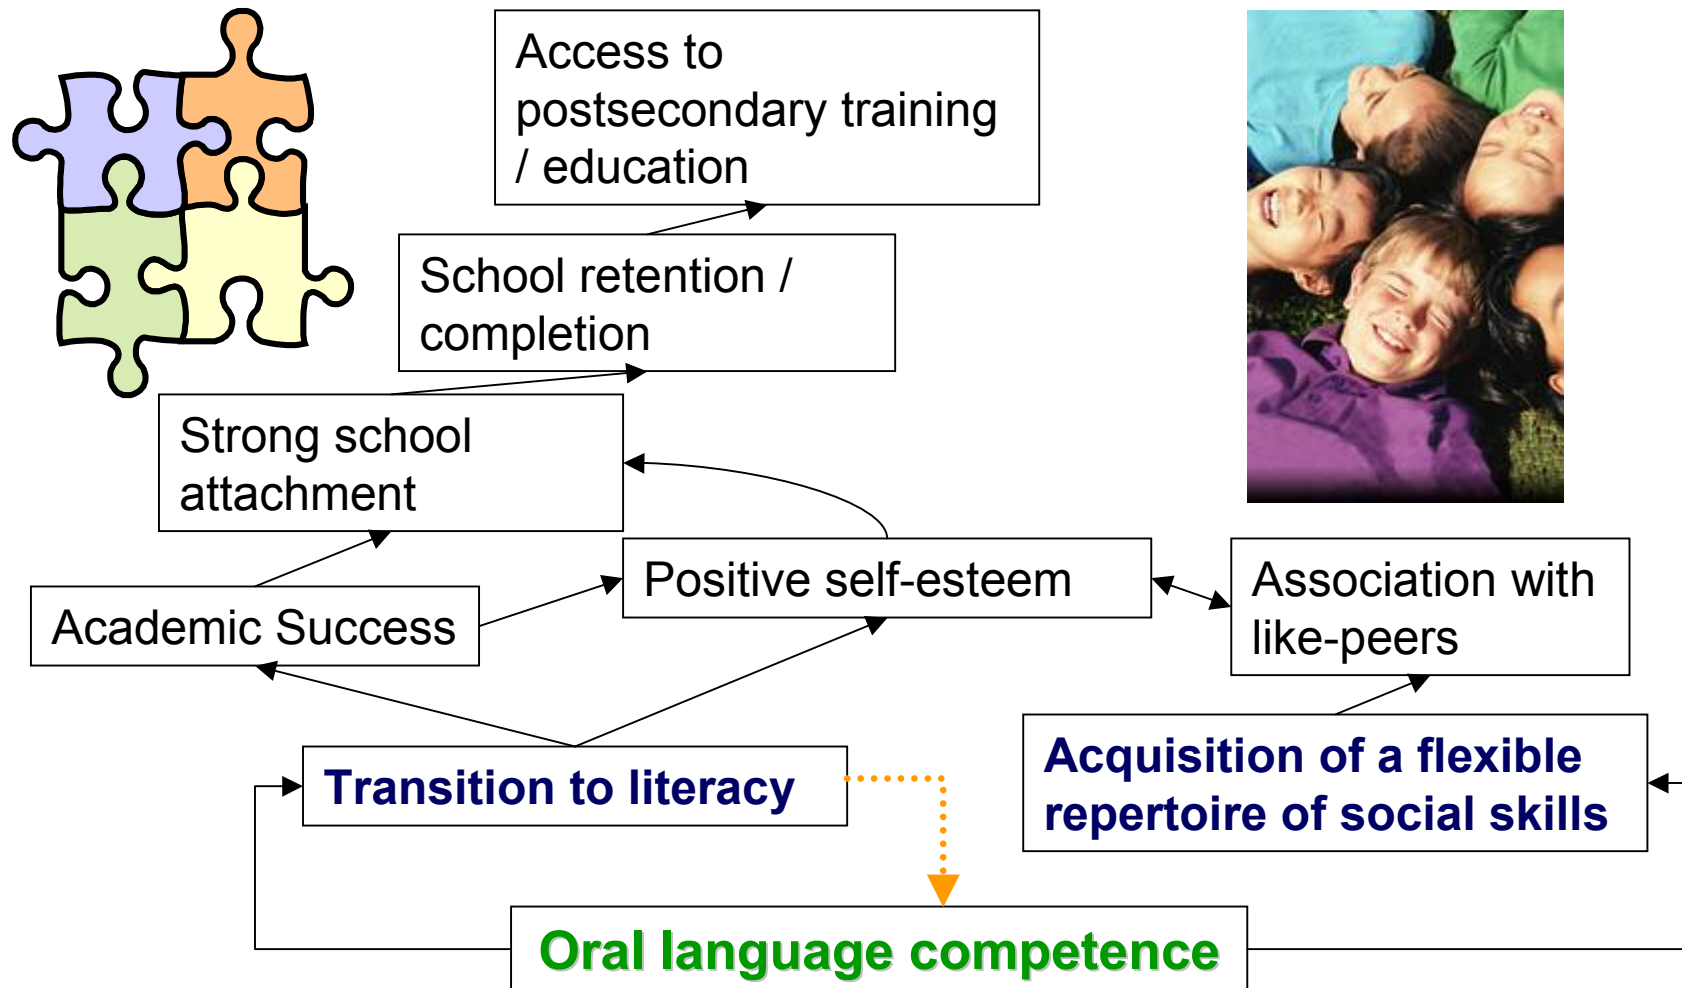 Access to
postsecondary training
/ education
School retention /
completion
Strong school
attachment
Positive self-esteem
Association with
like-peers
Academic Success
Transition to literacy
Acquisition of a flexible
repertoire of social skills
Oral language competence